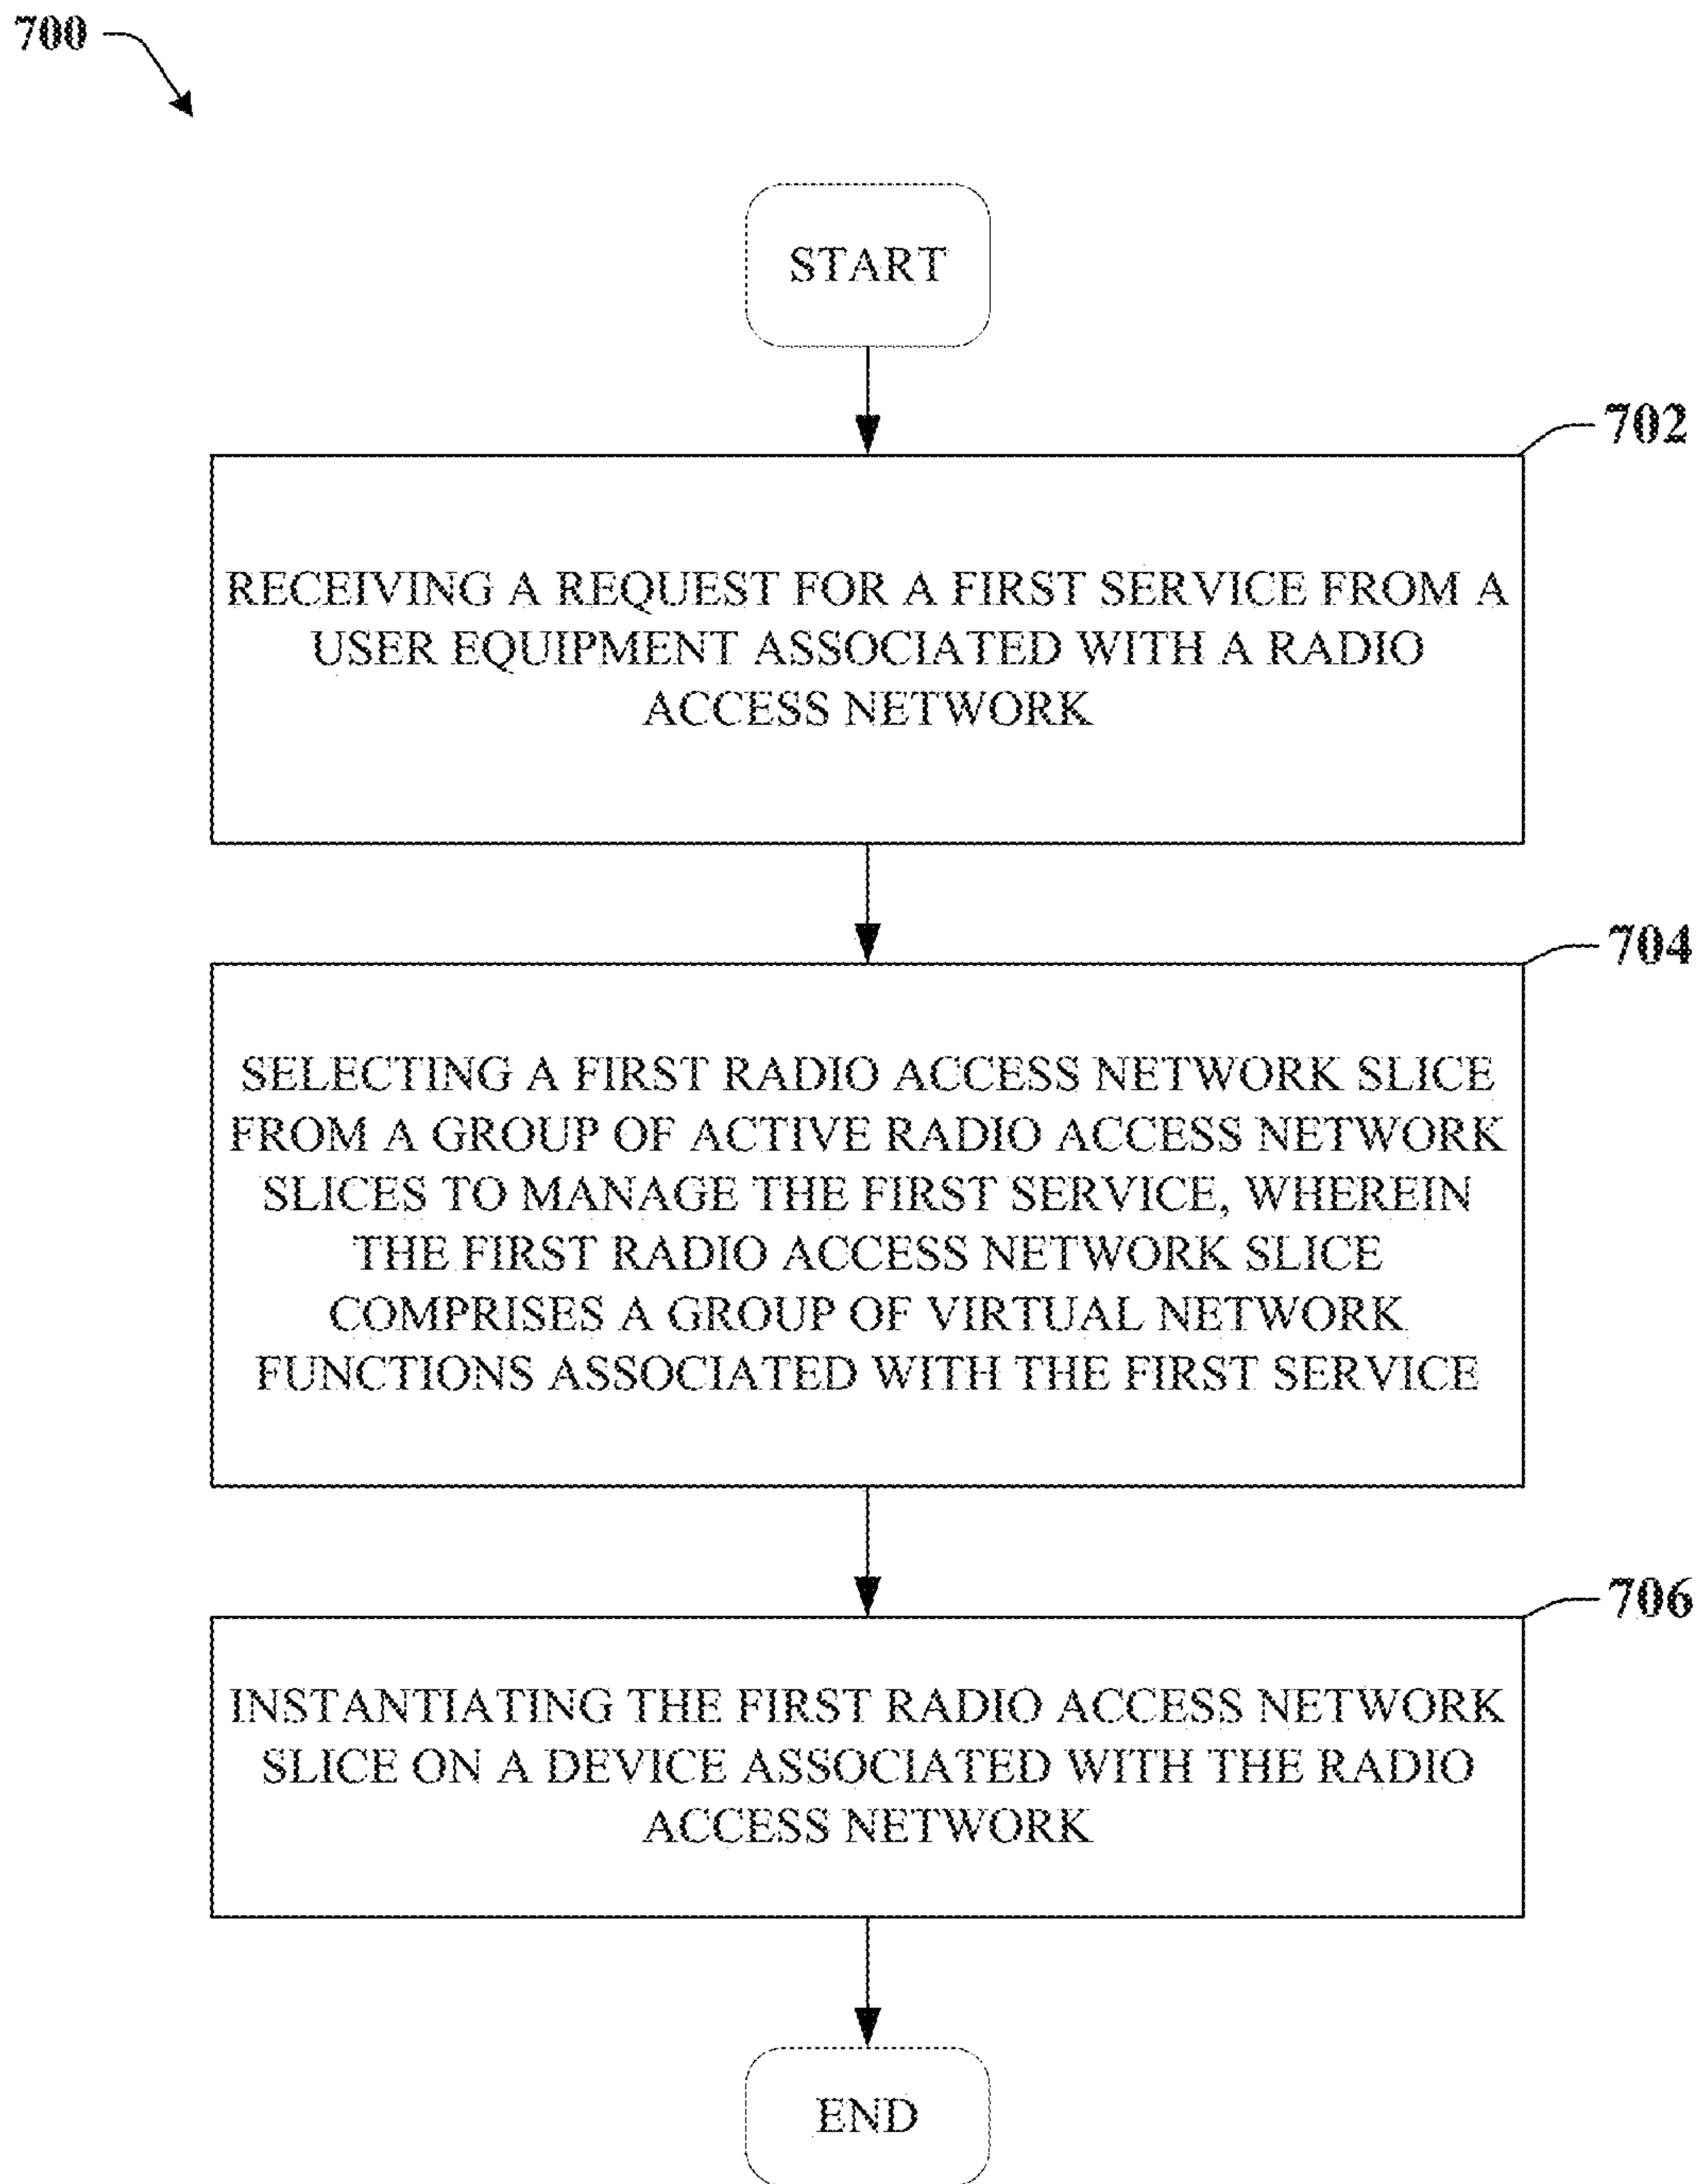 700
START
702
RECEIVING A REQUEST FOR A FIRST SERVICE FROM A
USER EQUIPMENT ASSOCIATED WITH A RADIO
ACCESS NETWORK
704
SELECTING A FIRST RADIO ACCESS NETWORK SLICE
FROM A GROUP OF ACTIVE RADIO ACCESS NETWORK
SLICES TO MANAGE THE FIRST SERVICE, WHEREIN
THE FIRST RADIO ACCESS NETWORK SLICE
COMPRISES A GROUP OF VIRTUAL NETWORK
FUNCTIONS ASSOCIATED WITH THE FIRST SERVICE
706
INSTANTIATING THE FIRST RADIO ACCESS NETWORK
SLICE ON A DEVICE ASSOCIATED WITH THE RADIO
ACCESS NETWORK
END